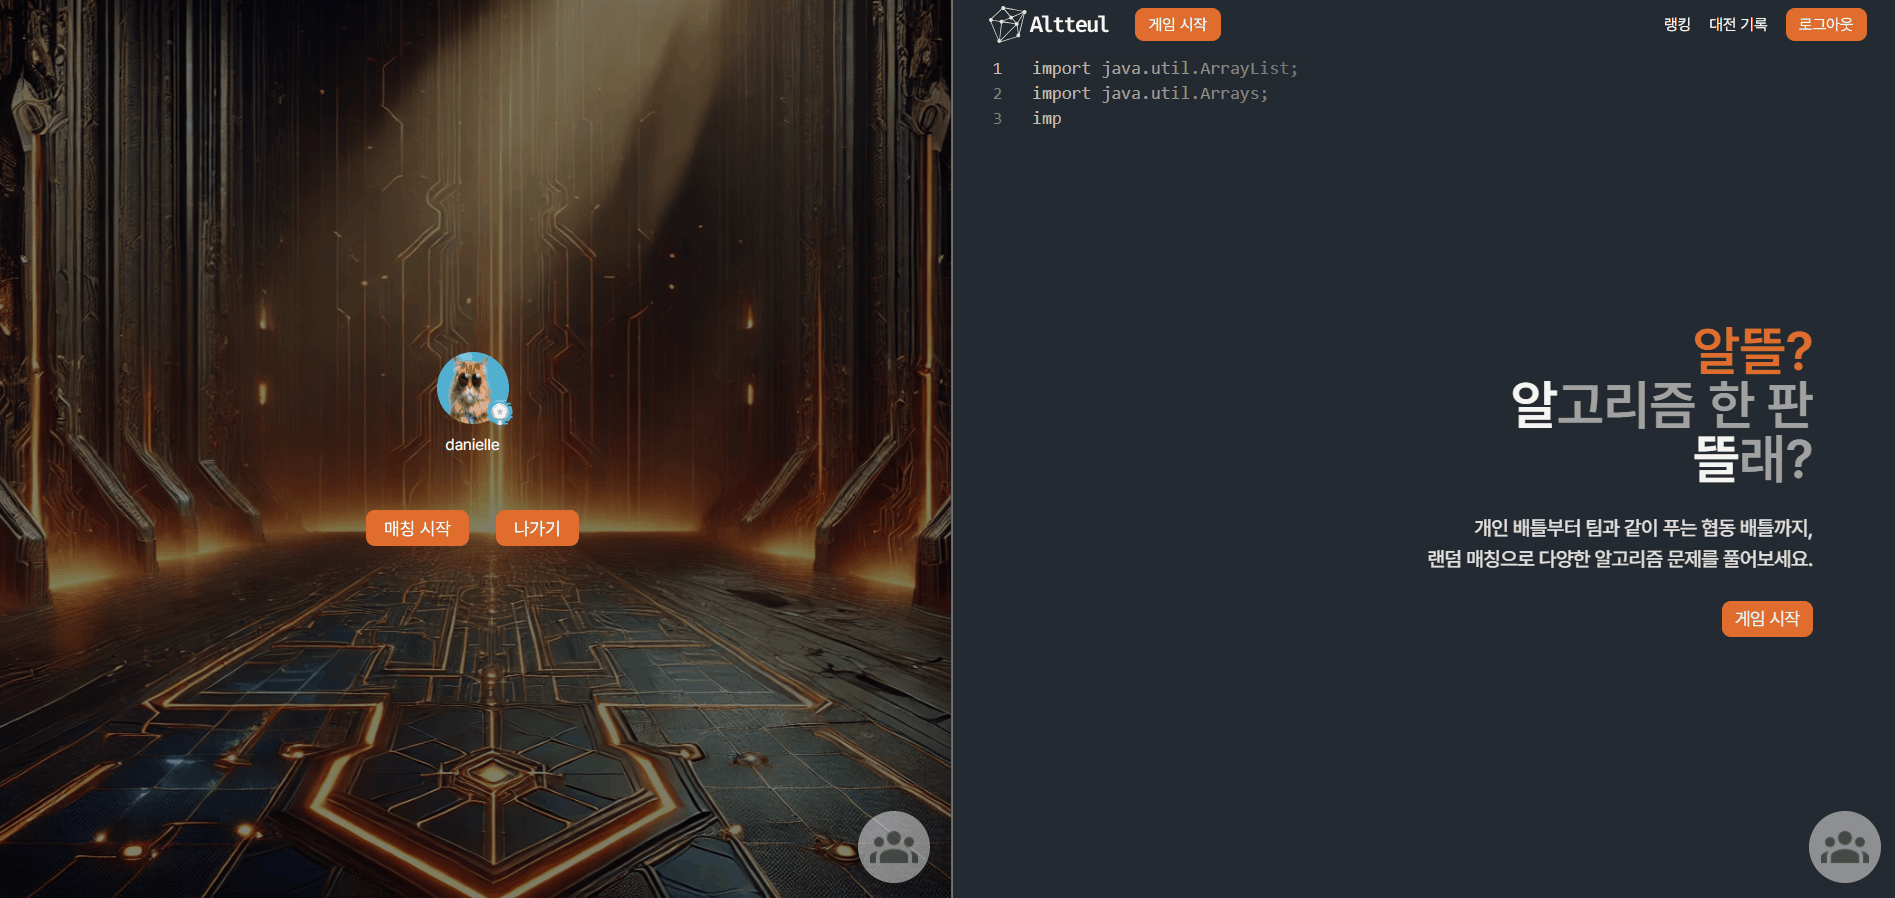 danielle
매칭 시작
나가기
Altteul
게임 시작
랭킹
대전 기록
로그아웃
1 import java.util.ArrayList;
2 import java.util.Arrays;
3 imp
알뜰?
알고리즘 한 판
뜰래?
개인 배틀부터 팀과 같이 푸는 협동 배틀까지,
랜덤 매칭으로 다양한 알고리즘 문제를 풀어보세요.
게임 시작